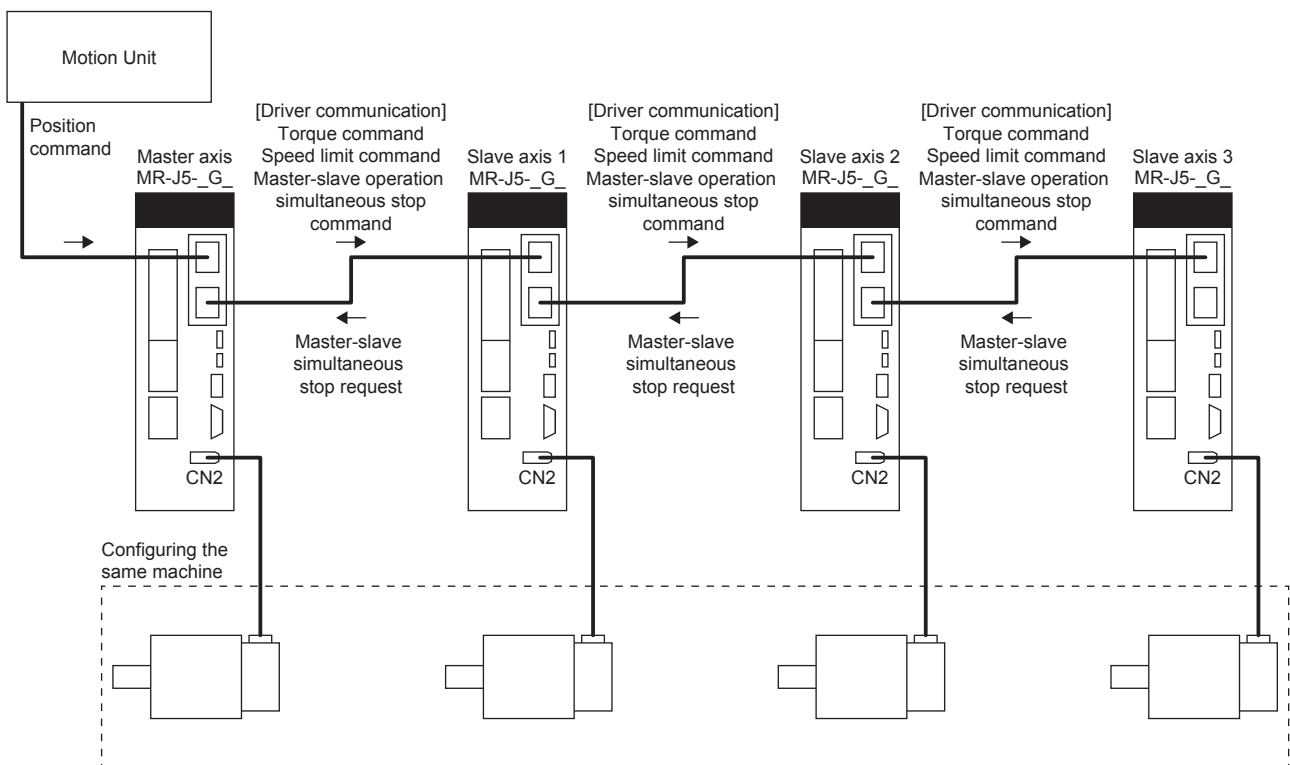 Motion Unit
Position
command
Master axis
MR-J5-_G_
[Driver communication]
Torque command
Speed limit command
Master-slave operation
simultaneous stop
command
Slave axis 1
MR-J5-_G_
[Driver communication]
Torque command
Speed limit command
Master-slave operation
simultaneous stop
command
Slave axis 2
MR-J5-_G_
[Driver communication]
Torque command
Speed limit command
Master-slave operation
simultaneous stop
command
Slave axis 3
MR-J5-_G_
Master-slave
simultaneous
stop request
Master-slave
simultaneous
stop request
Master-slave
simultaneous
stop request
CN2
CN2
CN2
CN2
Configuring the
same machine